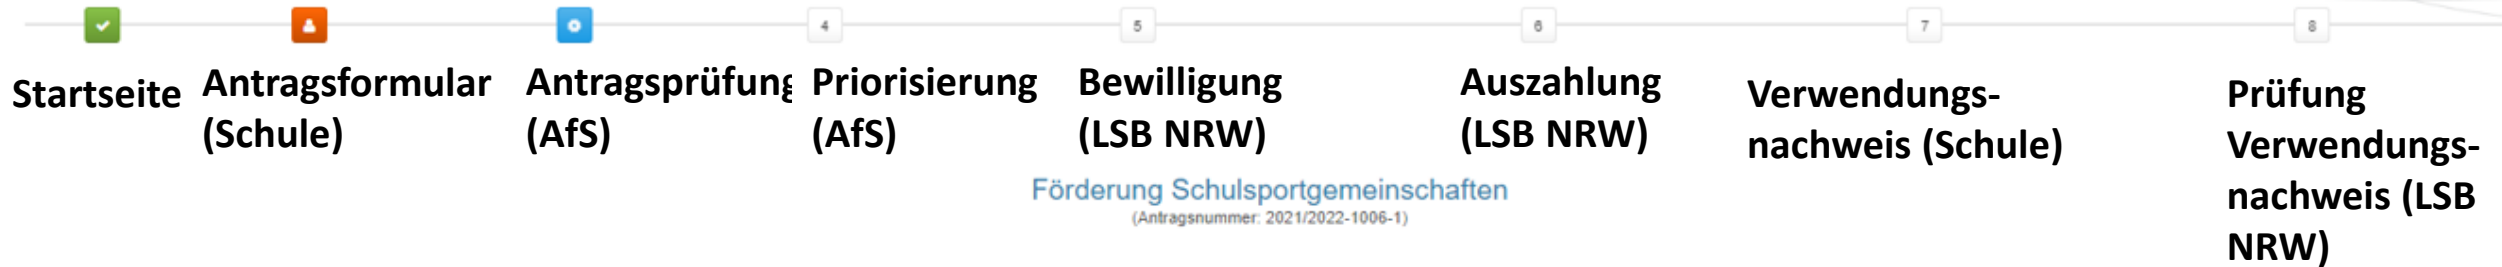 4 5 6 7 8
Startseite
Antragsformular
(Schule)
Antragsprüfung
(AfS)
Priorisierung
(AfS)
Bewilligung
(LSB NRW)
Auszahlung
(LSB NRW)
Verwendungs-
nachweis (Schule)
Prüfung
Verwendungs-
nachweis (LSB
NRW)
Förderung Schulsportgemeinschaften
(Antragsnummer: 2021/2022-1006-1)